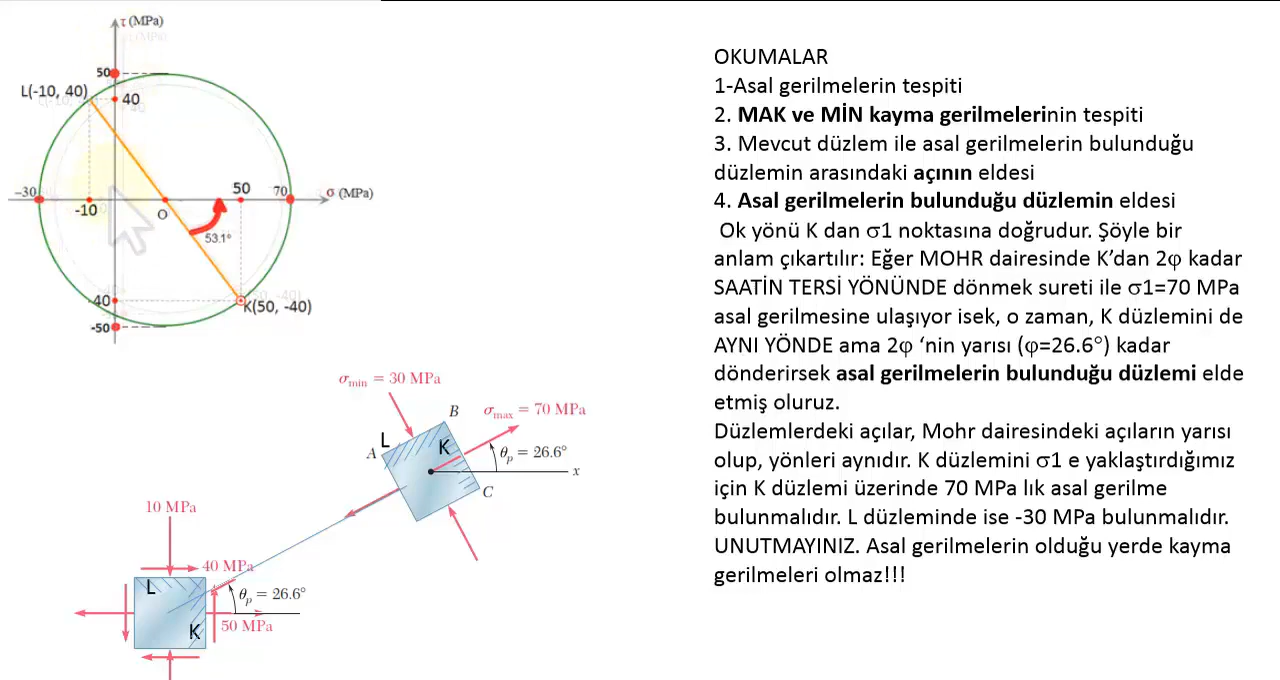 τ (MPa)
50
L(-10, 40)
40
-30
-10
O
50
70
σ (MPa)
53.1°
-40
K(50, -40)
-50
σmin = 30 MPa
B
σmax = 70 MPa
L
K
A
θp = 26.6°
x
C
10 MPa
40 MPa
L
θp = 26.6°
K
50 MPa
OKUMALAR
1-Asal gerilmelerin tespiti
2. MAK ve MİN kayma gerilmelerinin tespiti
3. Mevcut düzlem ile asal gerilmelerin bulunduğu
düzlemin arasındaki açının eldesi
4. Asal gerilmelerin bulunduğu düzlemin eldesi
Ok yönü K dan σ1 noktasına doğrudur. Şöyle bir
anlam çıkartılır: Eğer MOHR dairesinde K’dan 2φ kadar
SAATİN TERSİ YÖNÜNDE dönmek sureti ile σ1=70 MPa
asal gerilmesine ulaşıyor isek, o zaman, K düzlemini de
AYNI YÖNDE ama 2φ ‘nin yarısı (φ=26.6°) kadar
dönderirsek asal gerilmelerin bulunduğu düzlemi elde
etmiş oluruz.
Düzlemlerdeki açılar, Mohr dairesindeki açıların yarısı
olup, yönleri aynıdır. K düzlemini σ1 e yaklaştırdığımız
için K düzlemi üzerinde 70 MPa lık asal gerilme
bulunmalıdır. L düzleminde ise -30 MPa bulunmalıdır.
UNUTMAYINIZ. Asal gerilmelerin olduğu yerde kayma
gerilmeleri olmaz!!!